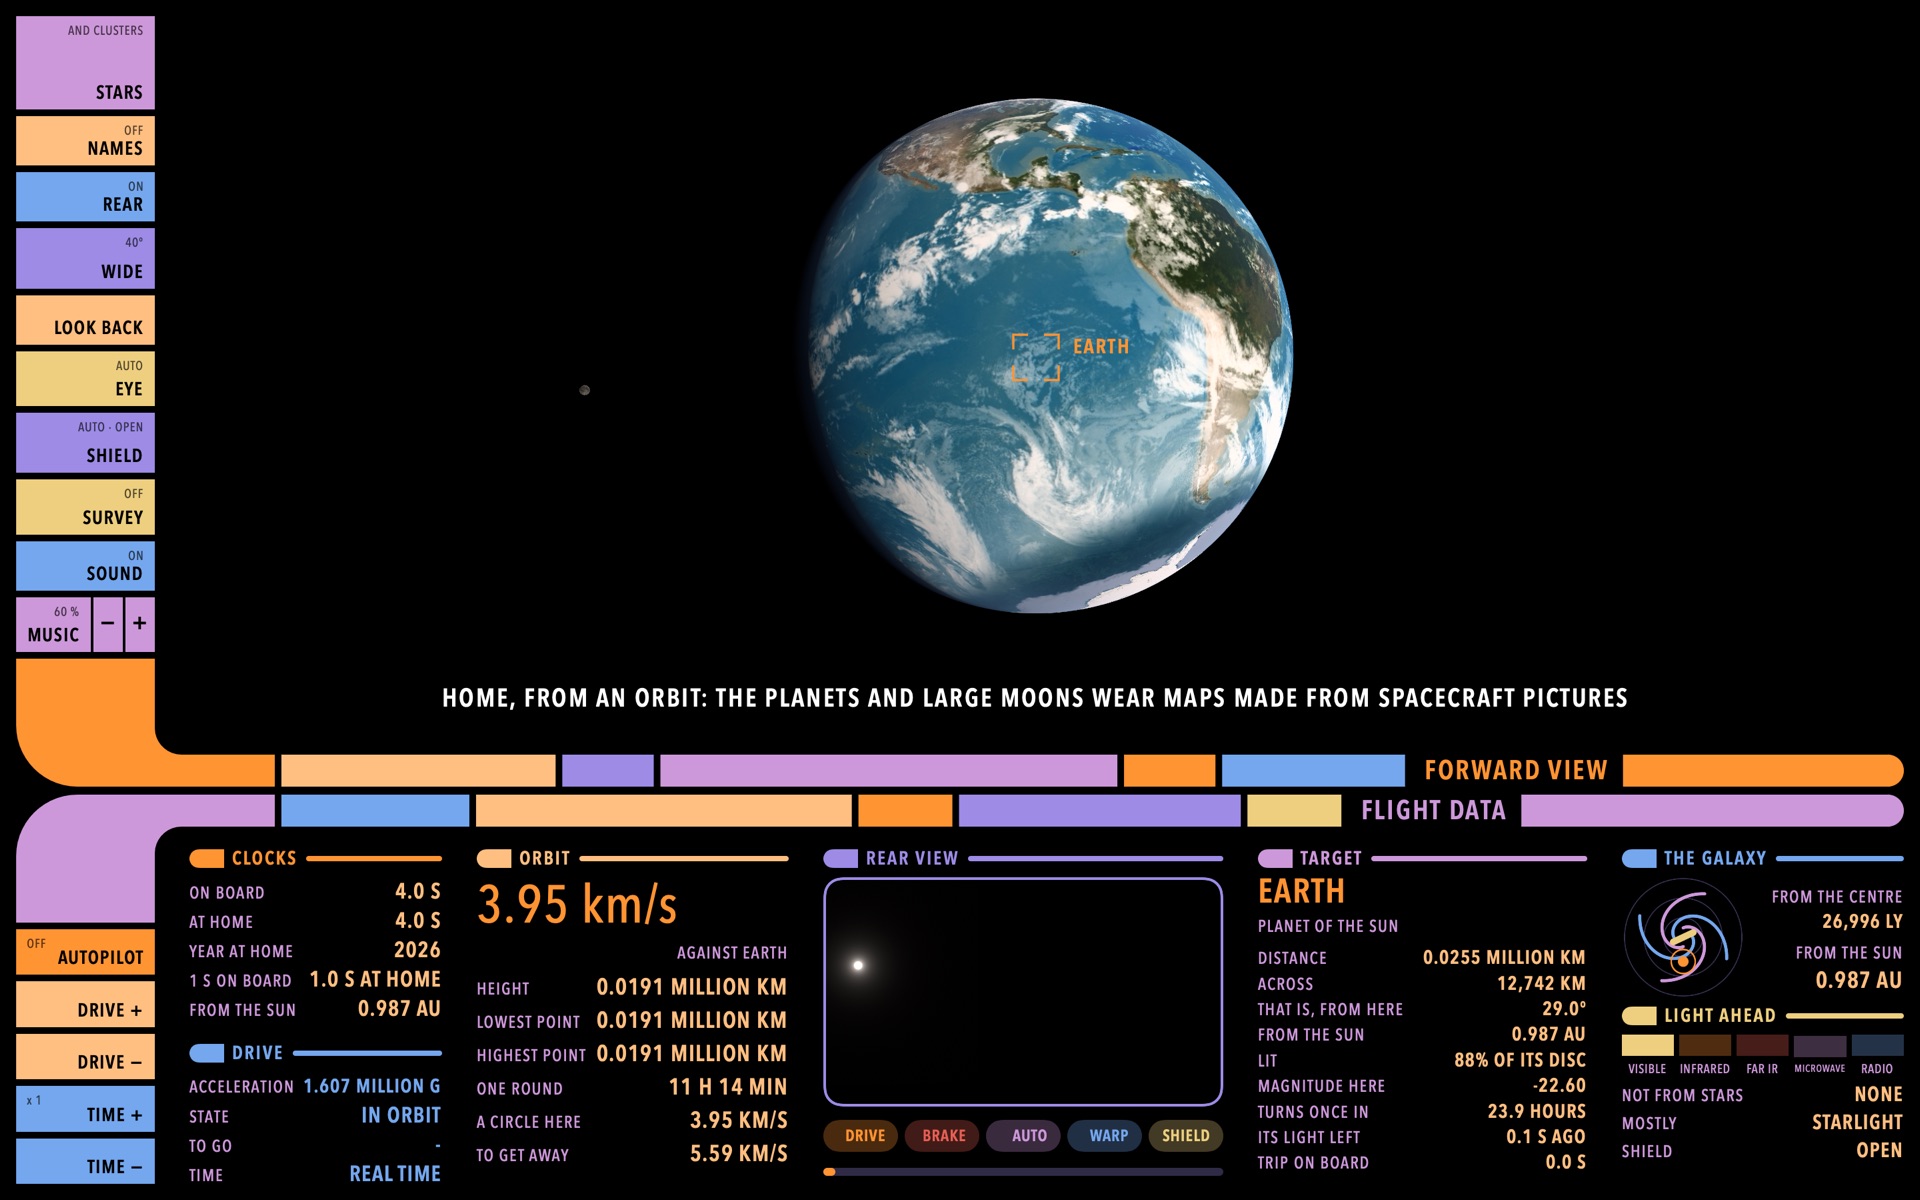 AND CLUSTERS
STARS
OFF
NAMES
ON
REAR
40°
WIDE
LOOK BACK
AUTO
EYE
AUTO · OPEN
SHIELD
OFF
SURVEY
ON
SOUND
60 %
MUSIC − +
EARTH
HOME, FROM AN ORBIT: THE PLANETS AND LARGE MOONS WEAR MAPS MADE FROM SPACECRAFT PICTURES
FORWARD VIEW
FLIGHT DATA
OFF
AUTOPILOT
DRIVE +
DRIVE −
x 1
TIME +
TIME −
CLOCKS
ON BOARD 4.0 S
AT HOME 4.0 S
YEAR AT HOME 2026
1 S ON BOARD 1.0 S AT HOME
FROM THE SUN 0.987 AU
DRIVE
ACCELERATION 1.607 MILLION G
STATE IN ORBIT
TO GO -
TIME REAL TIME
ORBIT
3.95 km/s
AGAINST EARTH
HEIGHT 0.0191 MILLION KM
LOWEST POINT 0.0191 MILLION KM
HIGHEST POINT 0.0191 MILLION KM
ONE ROUND 11 H 14 MIN
A CIRCLE HERE 3.95 KM/S
TO GET AWAY 5.59 KM/S
REAR VIEW
DRIVE BRAKE AUTO WARP SHIELD
TARGET
EARTH
PLANET OF THE SUN
DISTANCE 0.0255 MILLION KM
ACROSS 12,742 KM
THAT IS, FROM HERE 29.0°
FROM THE SUN 0.987 AU
LIT 88% OF ITS DISC
MAGNITUDE HERE -22.60
TURNS ONCE IN 23.9 HOURS
ITS LIGHT LEFT 0.1 S AGO
TRIP ON BOARD 0.0 S
THE GALAXY
FROM THE CENTRE
26,996 LY
FROM THE SUN
0.987 AU
LIGHT AHEAD
VISIBLE INFRARED FAR IR MICROWAVE RADIO
NOT FROM STARS NONE
MOSTLY STARLIGHT
SHIELD OPEN